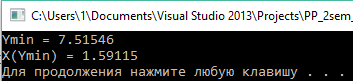 C:\Users\1\Documents\Visual Studio 2013\Projects\PP_2sem_
Ymin = 7.51546
X(Ymin) = 1.59115
Для продолжения нажмите любую клавишу . . .